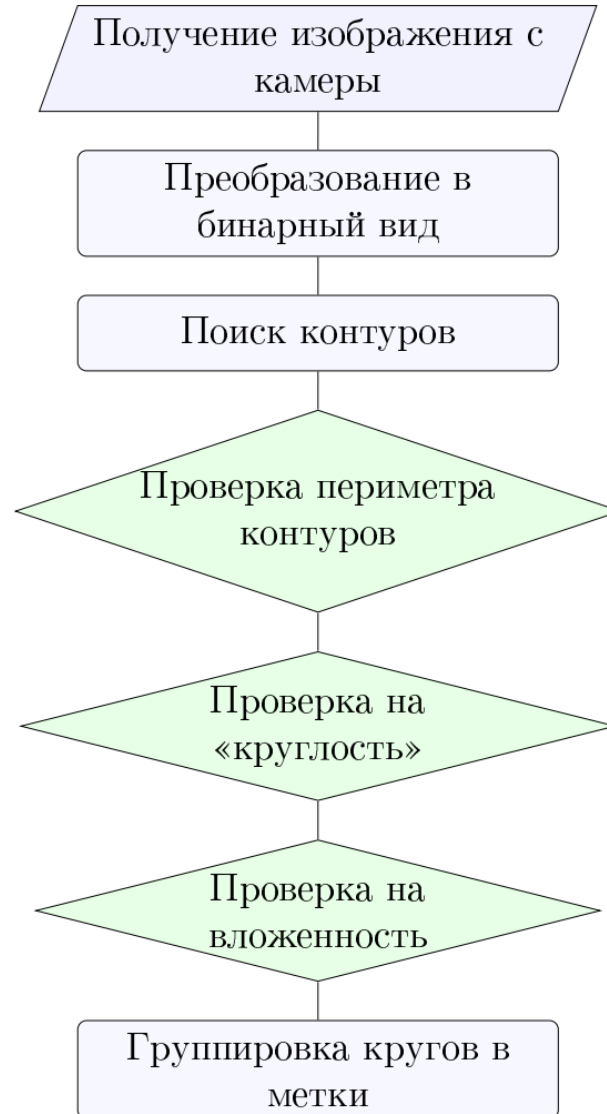 Получение изображения с
камеры
Преобразование в
бинарный вид
Поиск контуров
Проверка периметра
контуров
Проверка на
«круглость»
Проверка на
вложенность
Группировка кругов в
метки